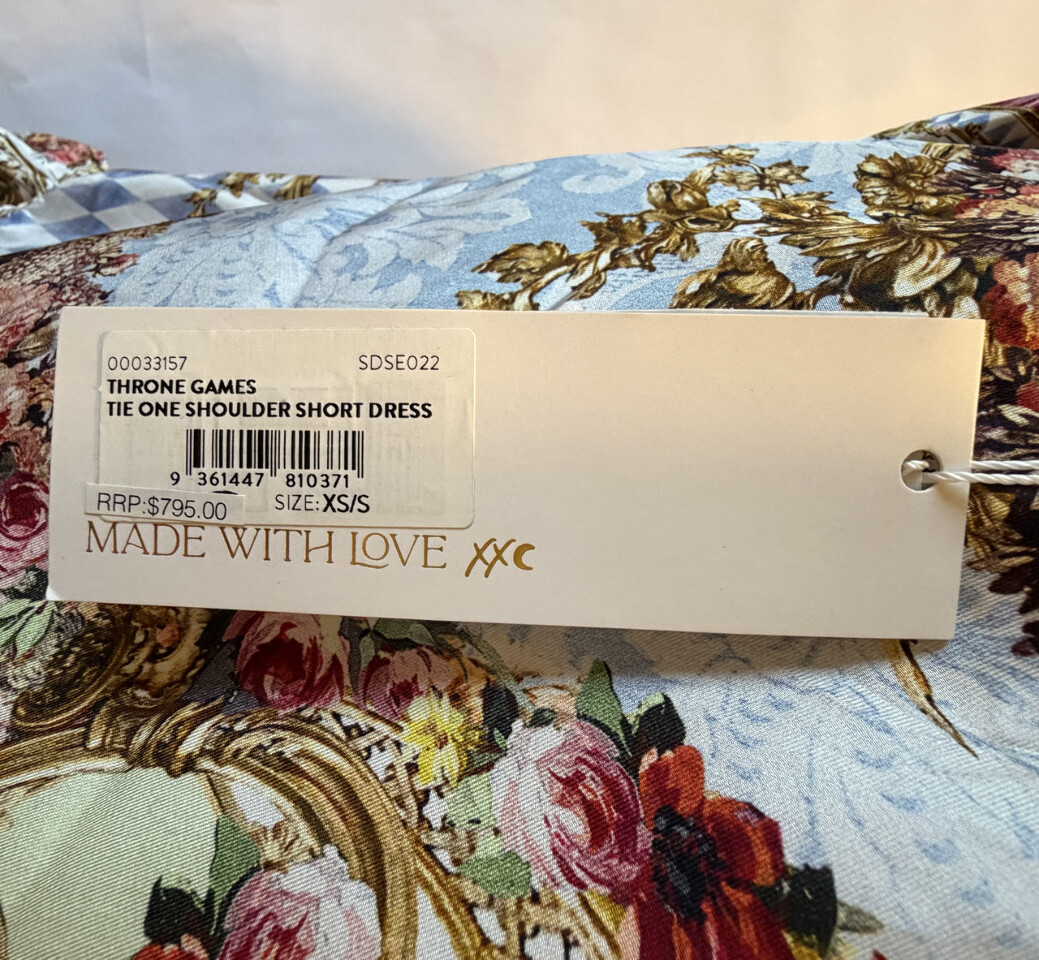 00033157 SDSE022
THRONE GAMES
TIE ONE SHOULDER SHORT DRESS
9 361447 810371
RRP:$795.00 SIZE: XS/S
MADE WITH LOVE XXC